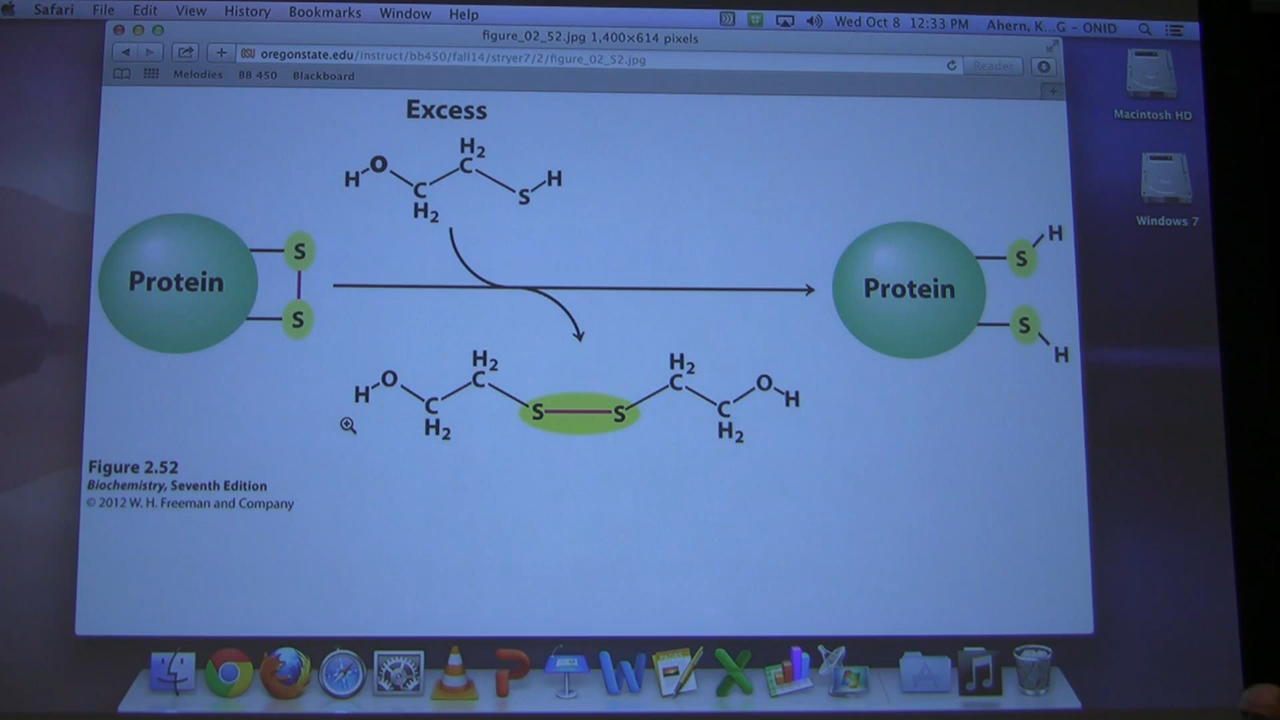 Safari File Edit View History Bookmarks Window Help Wed Oct 8 12:33 PM Ahern, K...G - ONID
figure_02_52.jpg 1,400×614 pixels
oregonstate.edu/instruct/bb450/fall14/stryer7/2/figure_02_52.jpg Reader
Melodies BB 450 Blackboard
Macintosh HD
Windows 7
Excess
H2
H O C S H
C
H2
Protein S S
Protein S H S H
H2 H2
H O C C O H
C S S C
H2 H2
Figure 2.52
Biochemistry, Seventh Edition
© 2012 W. H. Freeman and Company